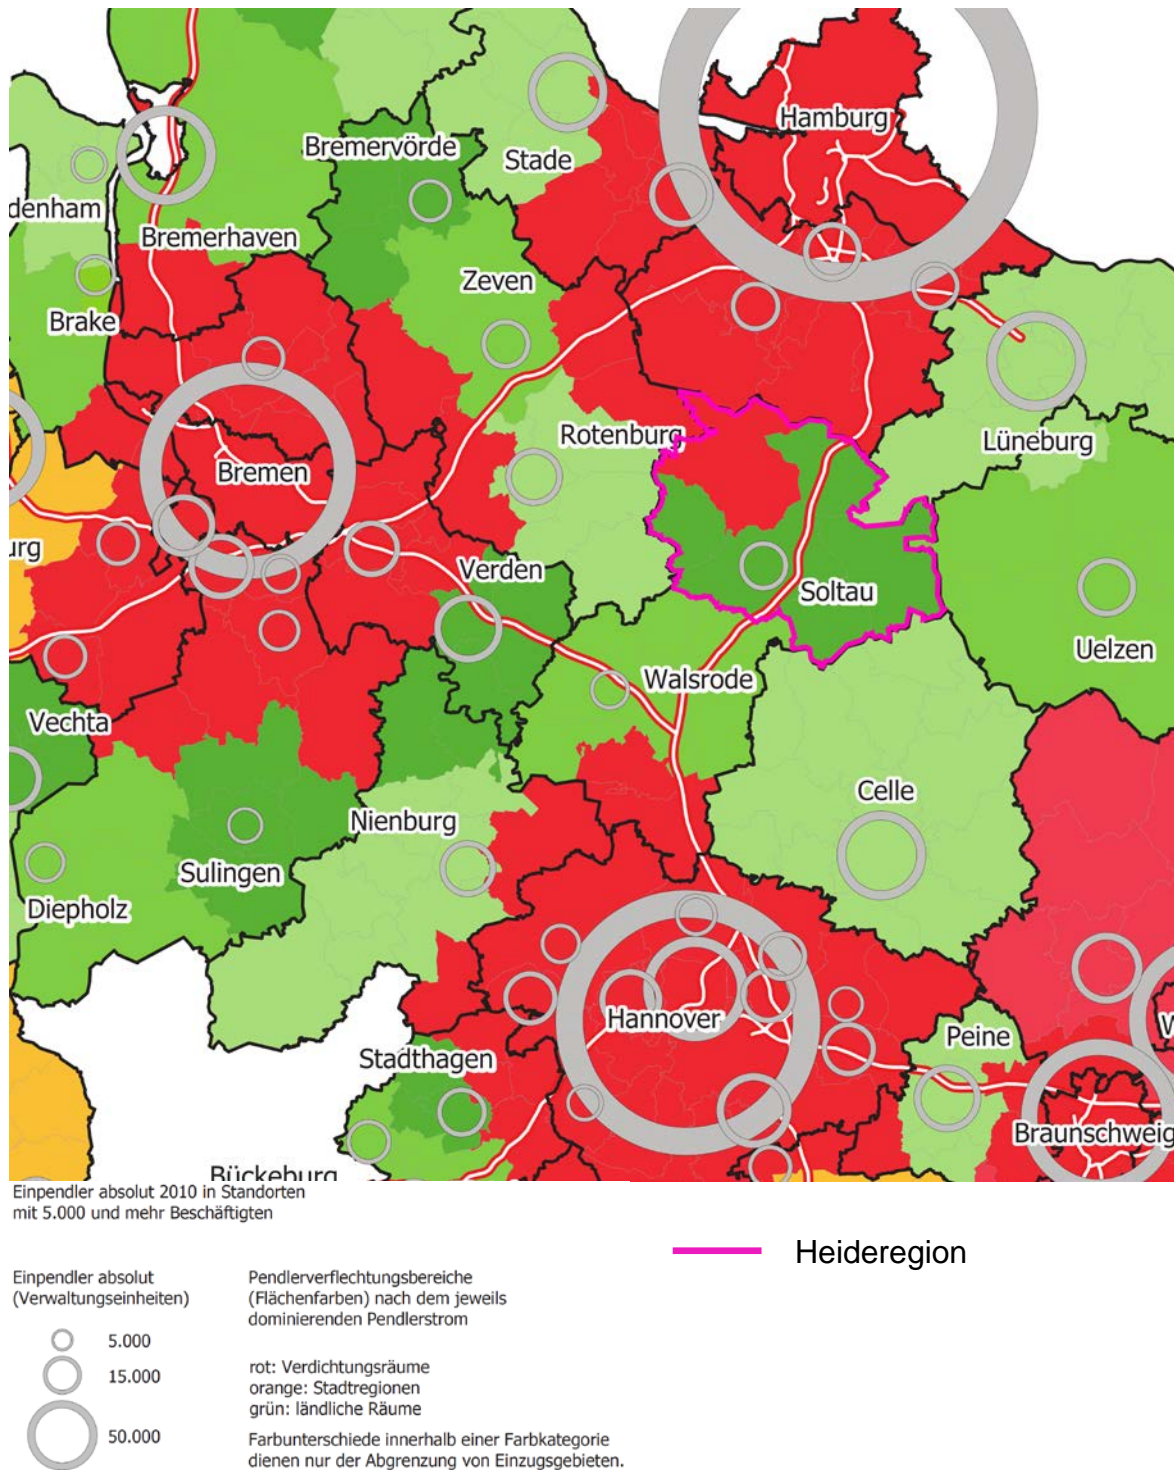 Hamburg
Bremervörde
Stade
denham
Bremerhaven
Zeven
Brake
Rotenburg
Lüneburg
Bremen
urg
Verden
Soltau
Uelzen
Walsrode
Vechta
Celle
Nienburg
Sulingen
Diepholz
Hannover
W
Peine
Stadthagen
Braunschweig
Bückeburg
Einpendler absolut 2010 in Standorten
mit 5.000 und mehr Beschäftigten
Heideregion
Einpendler absolut
(Verwaltungseinheiten)
5.000
15.000
50.000
Pendlerverflechtungsbereiche
(Flächenfarben) nach dem jeweils
dominierenden Pendlerstrom
rot: Verdichtungsräume
orange: Stadtregionen
grün: ländliche Räume
Farbunterschiede innerhalb einer Farbkategorie
dienen nur der Abgrenzung von Einzugsgebieten.